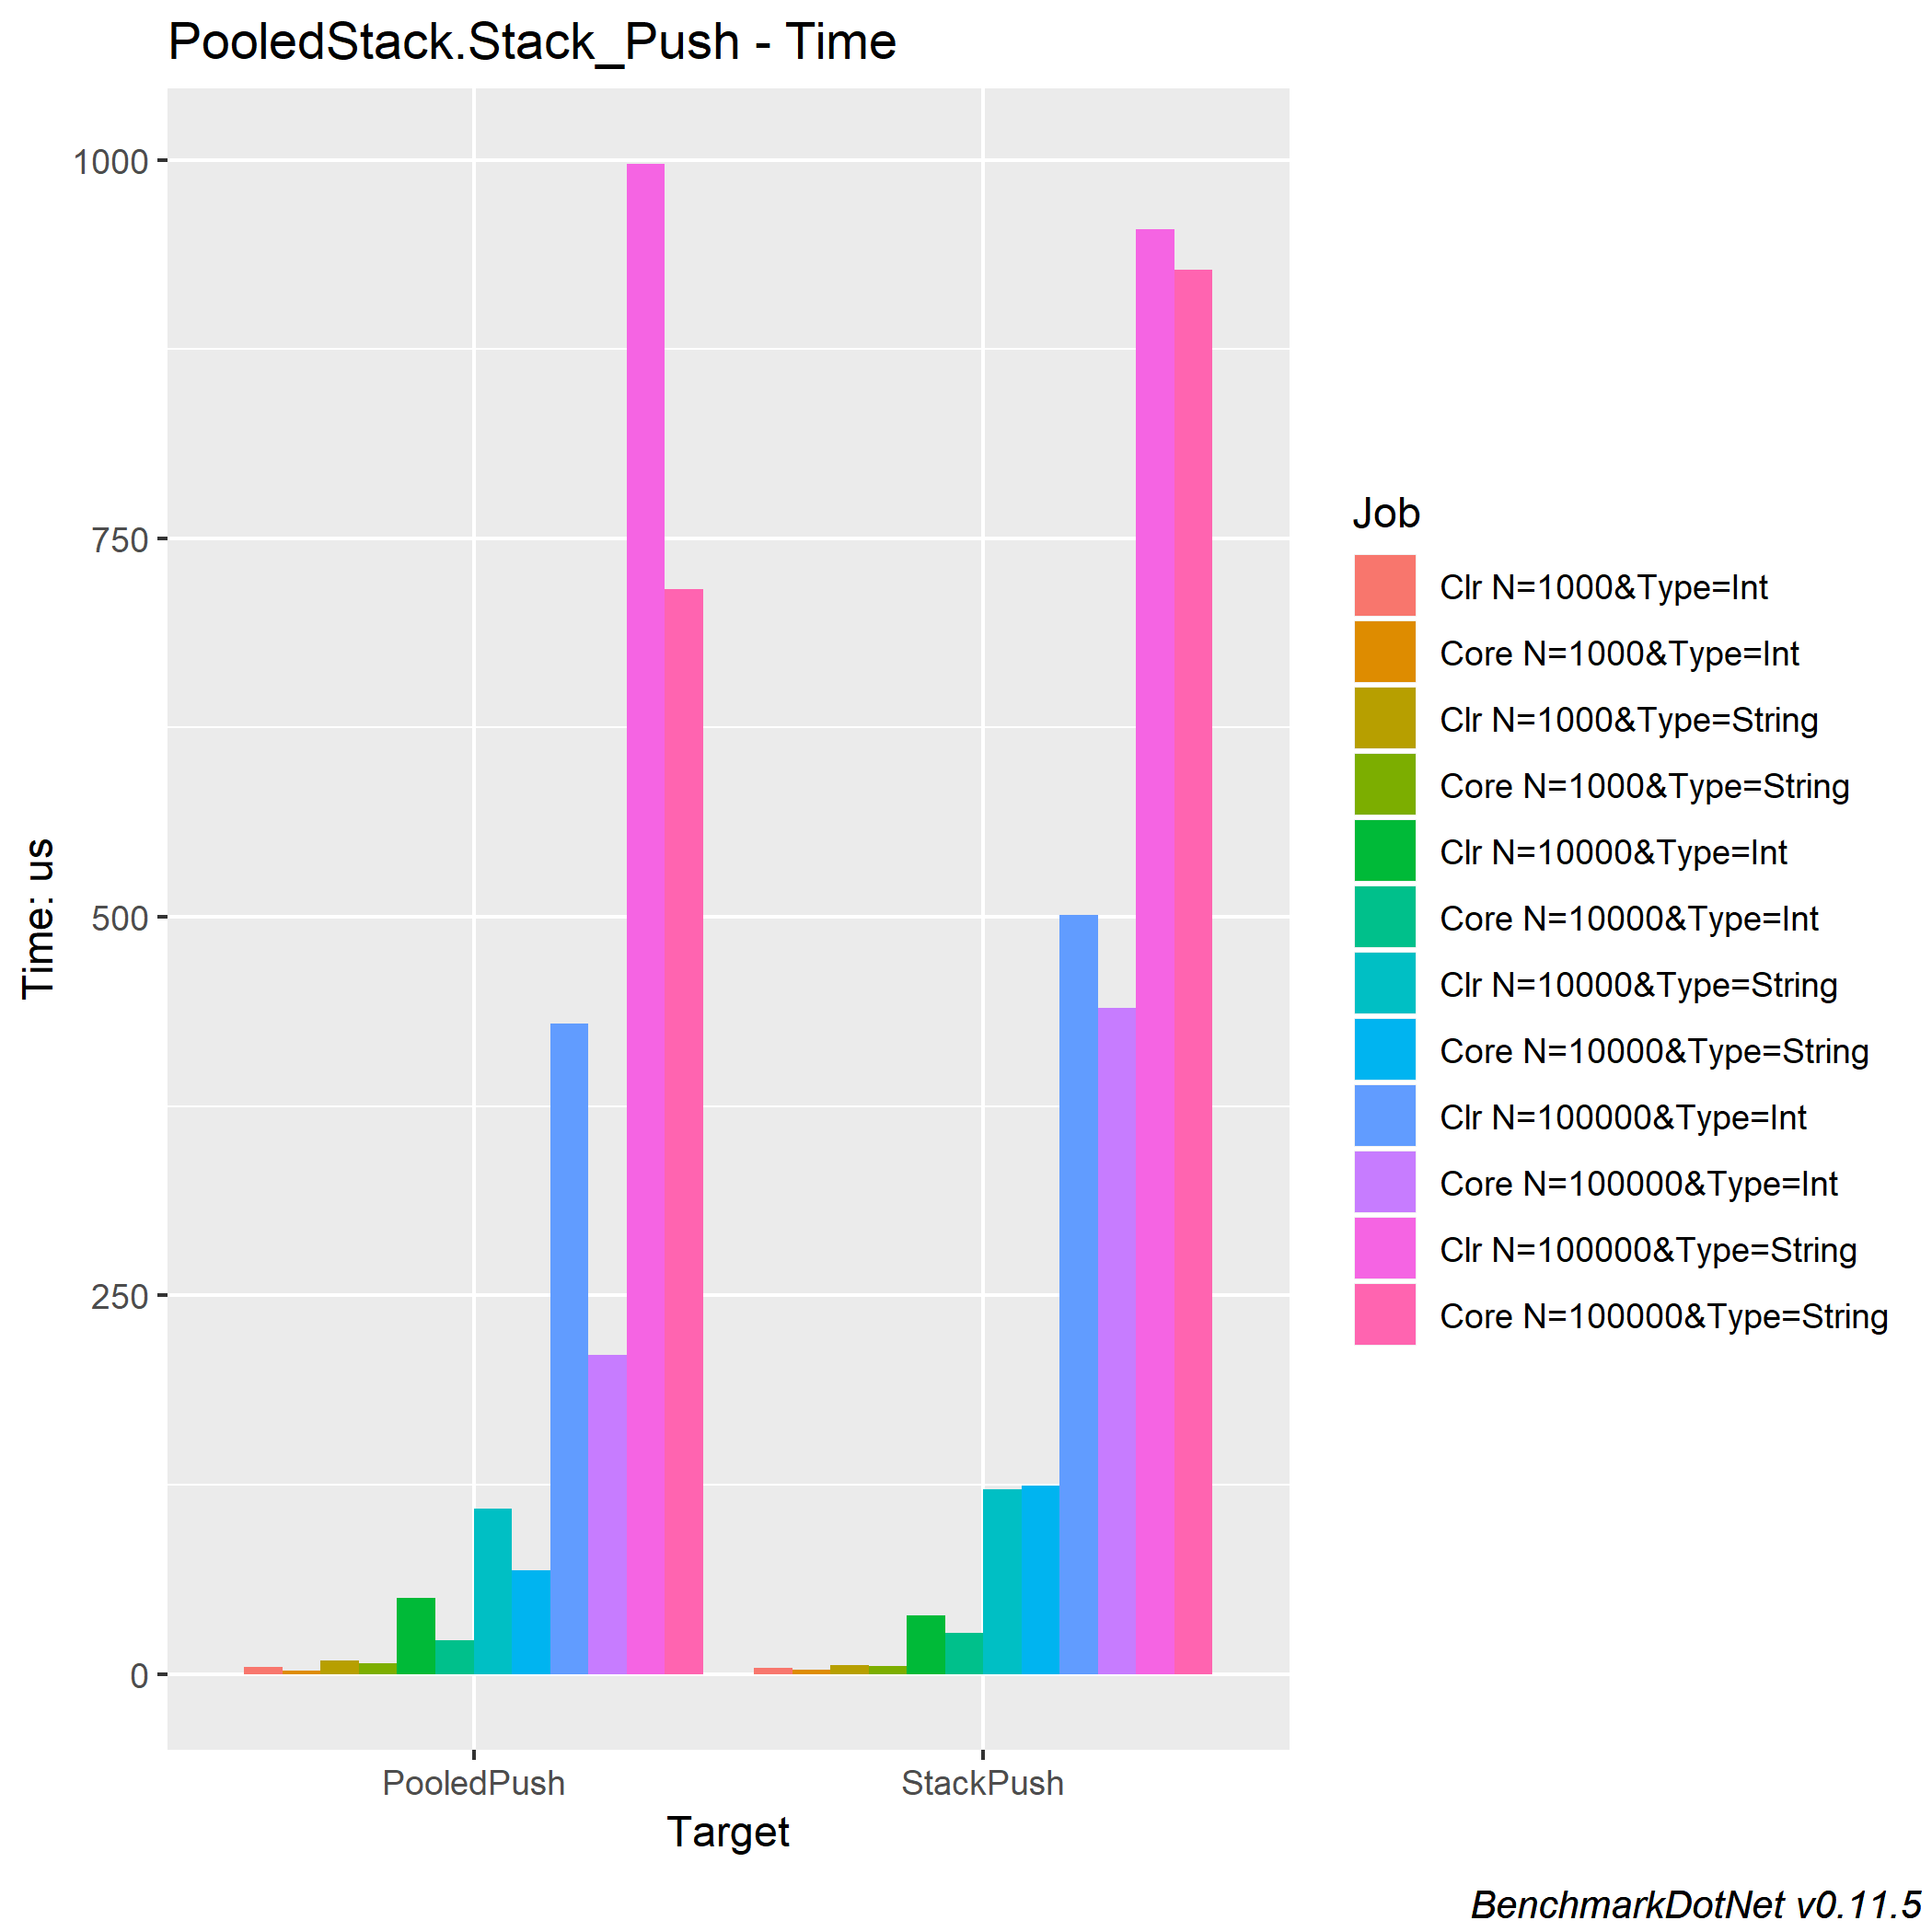 PooledStack.Stack_Push - Time
Time: us
1000
750
500
250
0
PooledPush
StackPush
Target
Job
Clr N=1000&Type=Int
Core N=1000&Type=Int
Clr N=1000&Type=String
Core N=1000&Type=String
Clr N=10000&Type=Int
Core N=10000&Type=Int
Clr N=10000&Type=String
Core N=10000&Type=String
Clr N=100000&Type=Int
Core N=100000&Type=Int
Clr N=100000&Type=String
Core N=100000&Type=String
BenchmarkDotNet v0.11.5